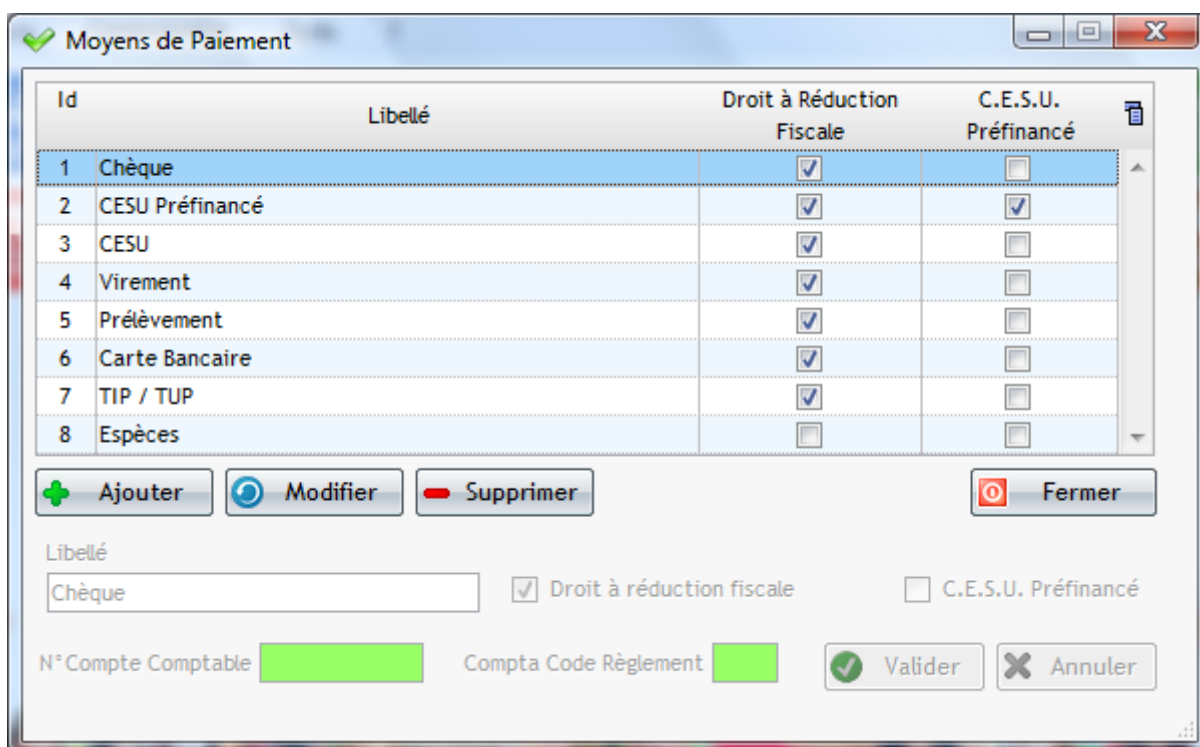 Moyens de Paiement
Id Libellé Droit à Réduction Fiscale C.E.S.U. Préfinancé
1 Chèque
2 CESU Préfinancé
3 CESU
4 Virement
5 Prélèvement
6 Carte Bancaire
7 TIP / TUP
8 Espèces
Ajouter Modifier Supprimer Fermer
Libellé
Chèque Droit à réduction fiscale C.E.S.U. Préfinancé
N°Compte Comptable Compta Code Règlement Valider Annuler